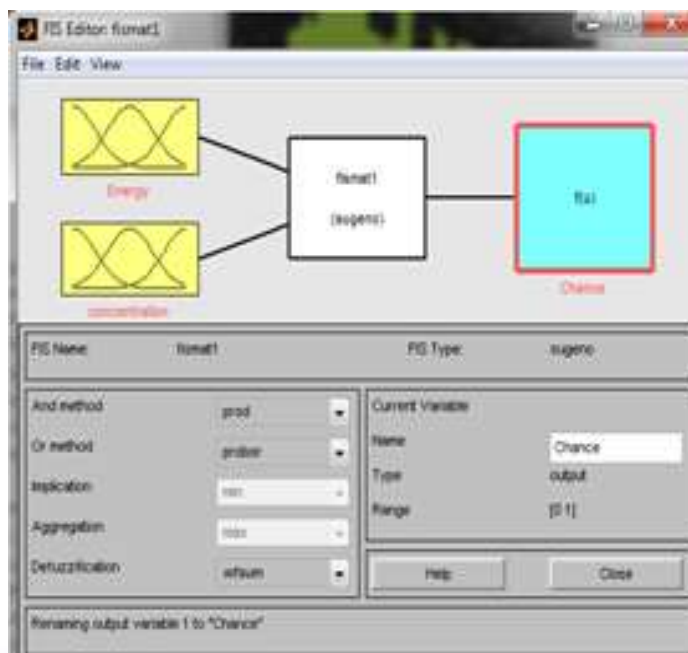 FIS Editor: fismat1
File Edit View
Energy
fismat1
(sugeno)
f(u)
concentration
Chance
FIS Name: fismat1 FIS Type: sugeno
And method prod
Or method probor
Implication min
Aggregation max
Defuzzification wtsum
Current Variable
Name Chance
Type output
Range [0 1]
Help Close
Renaming output variable 1 to "Chance"